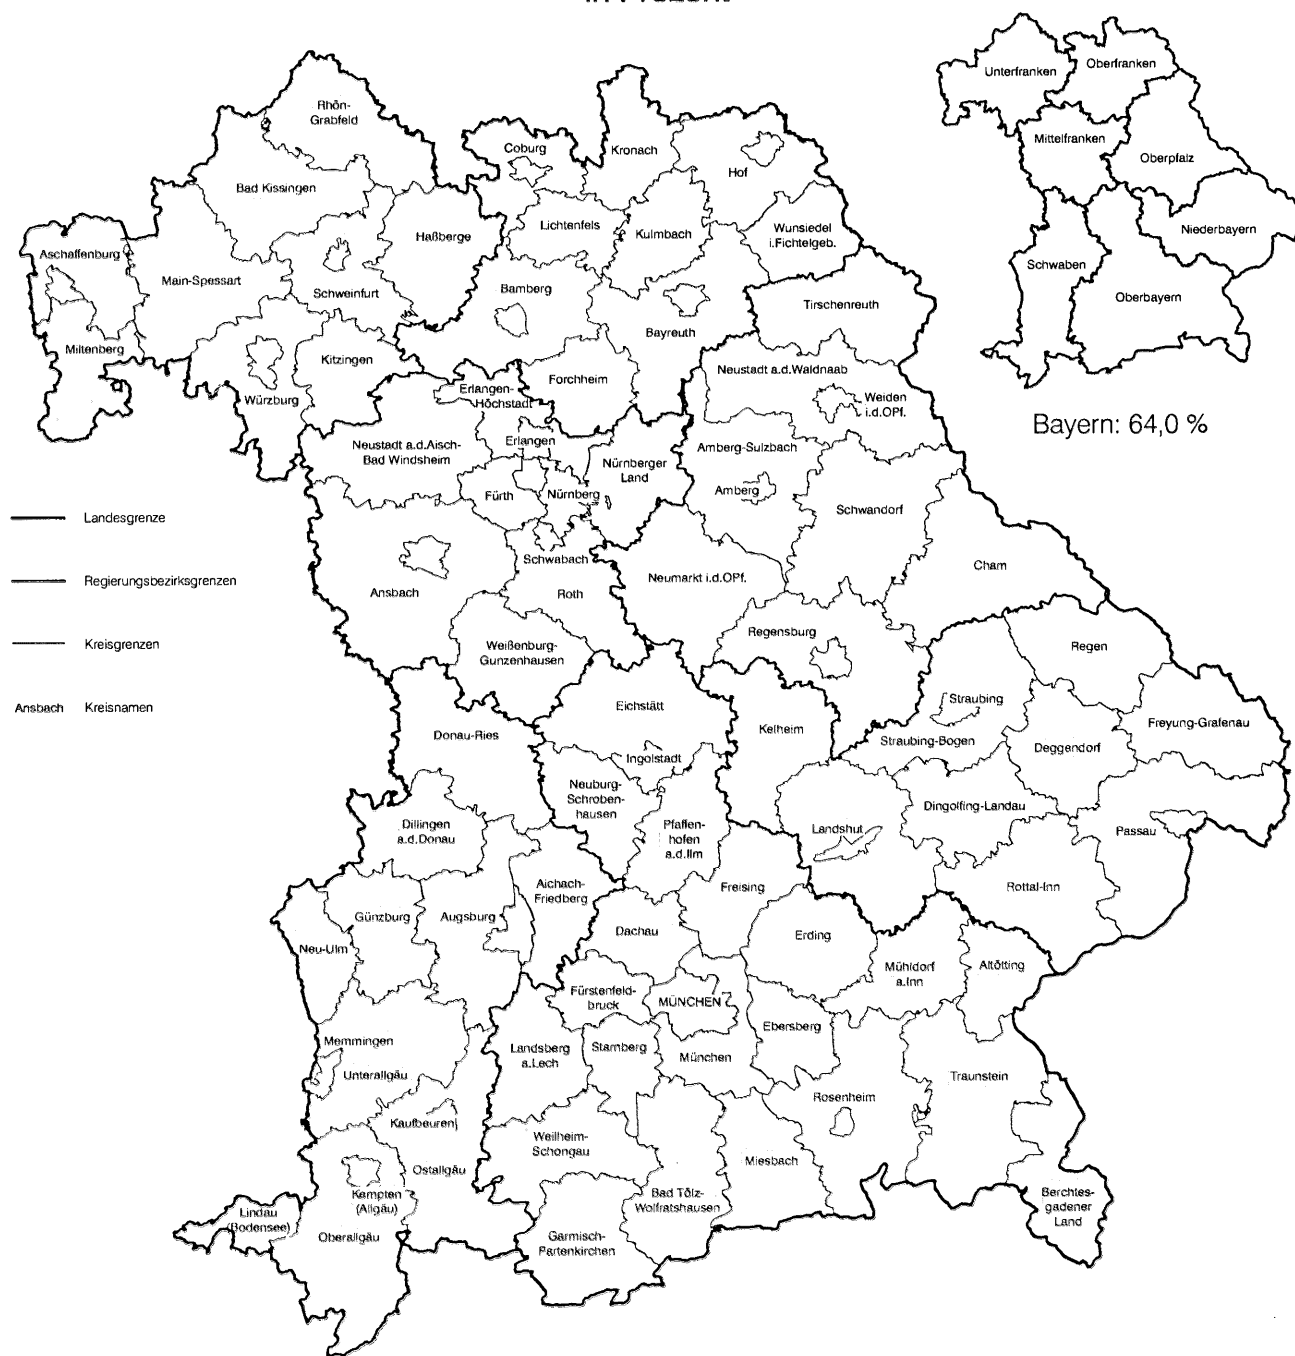 Unterfranken
Oberfranken
Mittelfranken
Oberpfalz
Niederbayern
Schwaben
Oberbayern
Bayern: 64,0 %
Rhön-
Grabfeld
Coburg
Kronach
Hof
Bad Kissingen
Lichtenfels
Kulmbach
Wunsiedel
i.Fichtelgeb.
Haßberge
Aschaffenburg
Main-Spessart
Schweinfurt
Bamberg
Bayreuth
Tirschenreuth
Miltenberg
Kitzingen
Würzburg
Forchheim
Erlangen-
Höchstadt
Neustadt a.d.Waldnaab
Weiden
i.d.OPf.
Neustadt a.d.Aisch-
Bad Windsheim
Erlangen
Nürnberger
Land
Amberg-Sulzbach
Fürth
Nürnberg
Amberg
Schwandorf
Landesgrenze
Regierungsbezirksgrenzen
Kreisgrenzen
Ansbach Kreisnamen
Ansbach
Schwabach
Roth
Neumarkt i.d.OPf.
Cham
Weißenburg-
Gunzenhausen
Regensburg
Regen
Eichstätt
Straubing
Freyung-Grafenau
Donau-Ries
Kelheim
Straubing-Bogen
Deggendorf
Ingolstadt
Neuburg-
Schroben-
hausen
Dingolfing-Landau
Dillingen
a.d.Donau
Pfaffen-
hofen
a.d.Ilm
Landshut
Passau
Aichach-
Friedberg
Freising
Rottal-Inn
Günzburg
Augsburg
Neu-Ulm
Dachau
Erding
Mühldorf
a.Inn
Altötting
Fürstenfeld-
bruck
MÜNCHEN
Ebersberg
Memmingen
Unterallgäu
Landsberg
a.Lech
Starnberg
München
Traunstein
Rosenheim
Kaufbeuren
Weilheim-
Schongau
Miesbach
Ostallgäu
Kempten
(Allgäu)
Bad Tölz-
Wolfratshausen
Berchtes-
gadener
Land
Lindau
(Bodensee)
Oberallgäu
Garmisch-
Partenkirchen